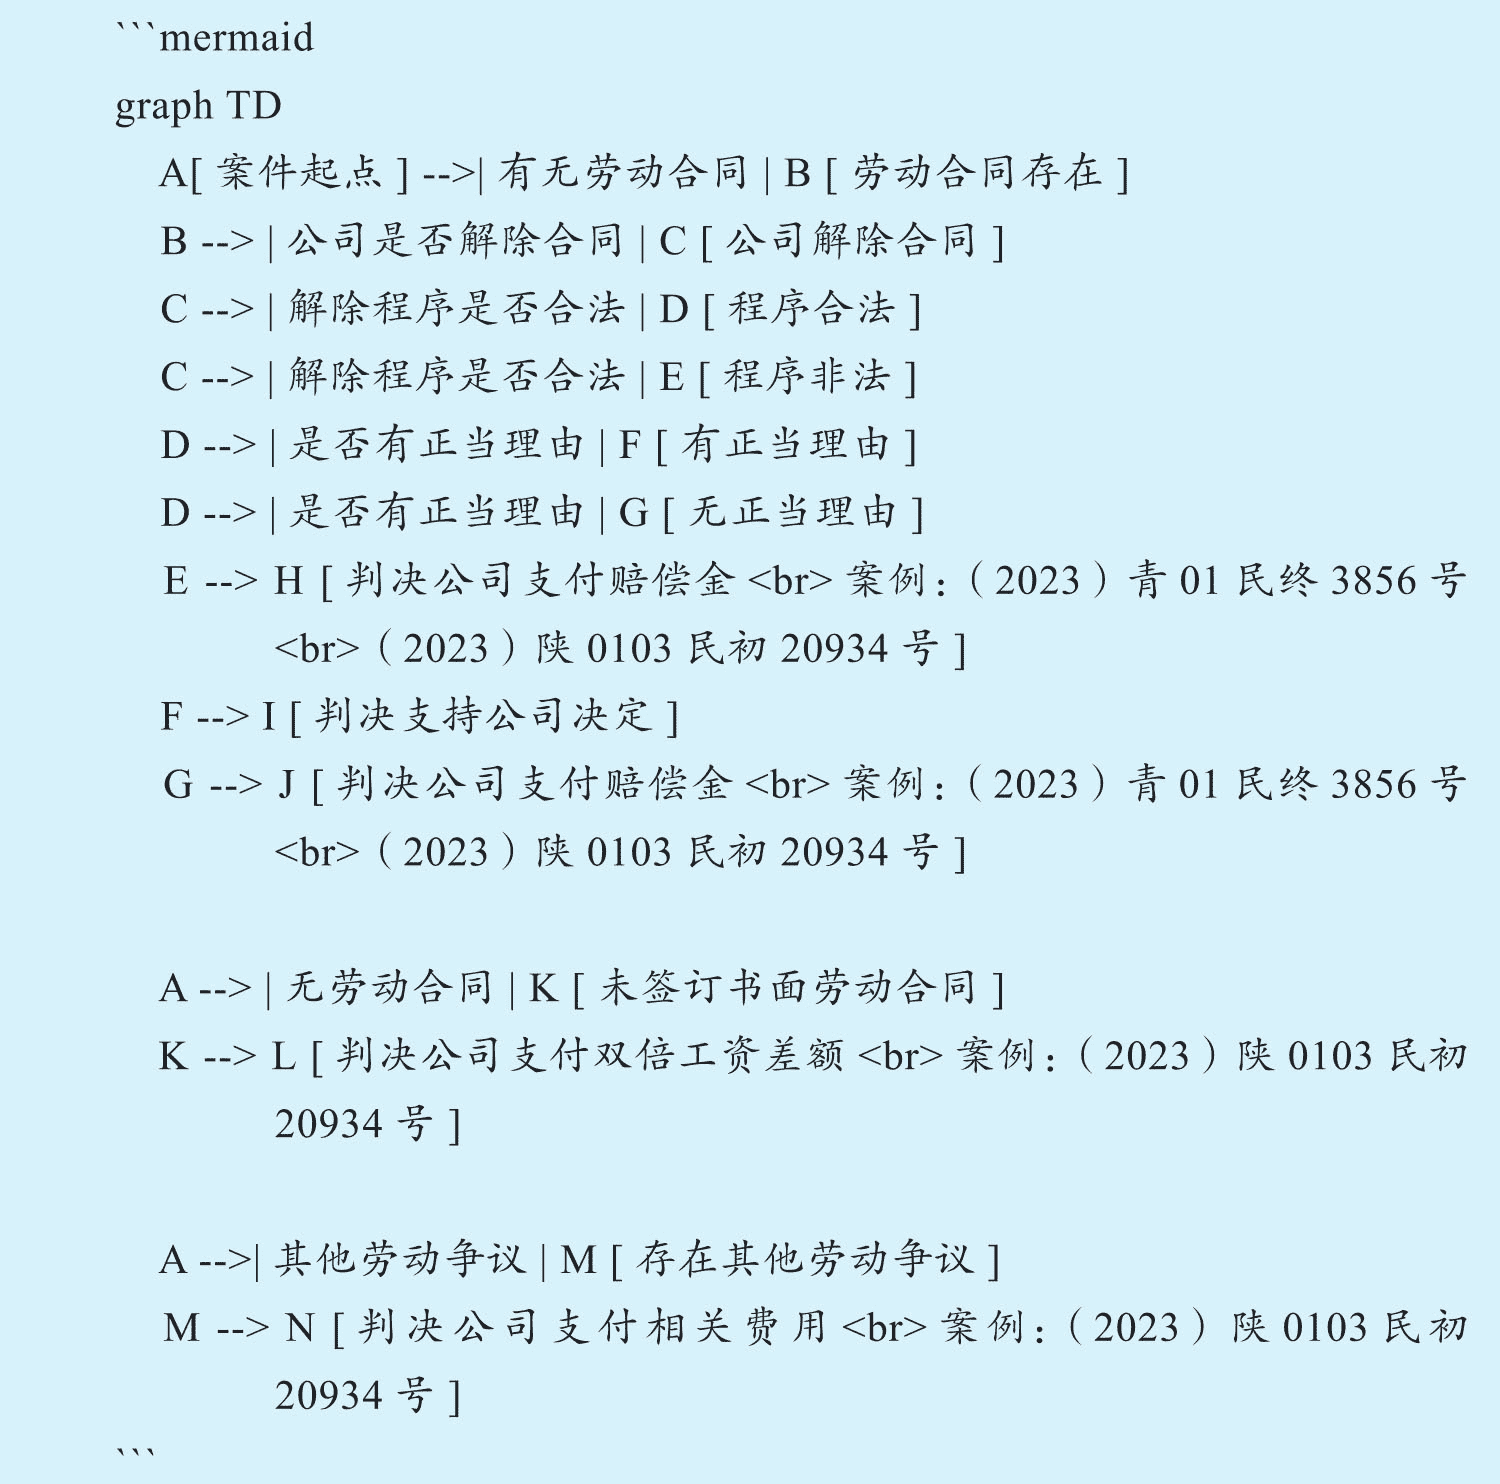 ```mermaid
graph TD
A[ 案件起点 ] -->| 有无劳动合同 | B [ 劳动合同存在 ]
B --> | 公司是否解除合同 | C [ 公司解除合同 ]
C --> | 解除程序是否合法 | D [ 程序合法 ]
C --> | 解除程序是否合法 | E [ 程序非法 ]
D --> | 是否有正当理由 | F [ 有正当理由 ]
D --> | 是否有正当理由 | G [ 无正当理由 ]
E --> H [ 判决公司支付赔偿金 <br> 案例：（2023）青 01 民终 3856 号
<br>（2023）陕 0103 民初 20934 号 ]
F --> I [ 判决支持公司决定 ]
G --> J [ 判决公司支付赔偿金 <br> 案例：（2023）青 01 民终 3856 号
<br>（2023）陕 0103 民初 20934 号 ]
A --> | 无劳动合同 | K [ 未签订书面劳动合同 ]
K --> L [ 判决公司支付双倍工资差额 <br> 案例：（2023）陕 0103 民初
20934 号 ]
A -->| 其他劳动争议 | M [ 存在其他劳动争议 ]
M --> N [ 判决公司支付相关费用 <br> 案例：（2023）陕 0103 民初
20934 号 ]
```